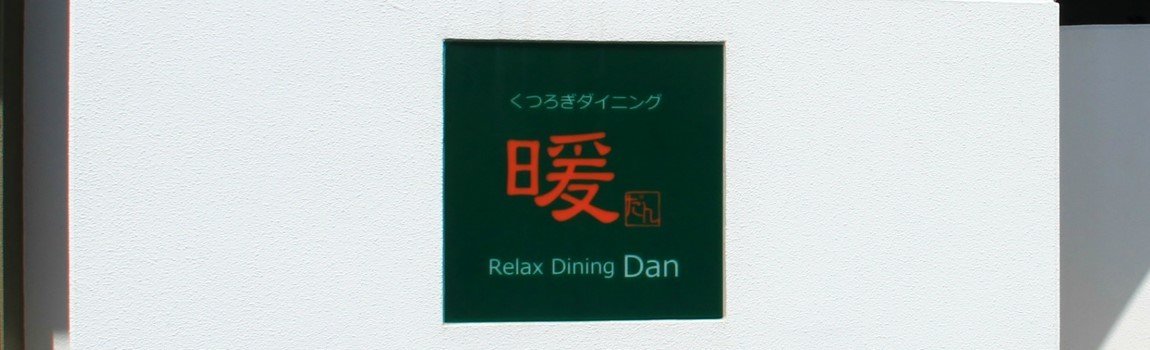 くつろぎダイニング
暖 だん
Relax Dining Dan